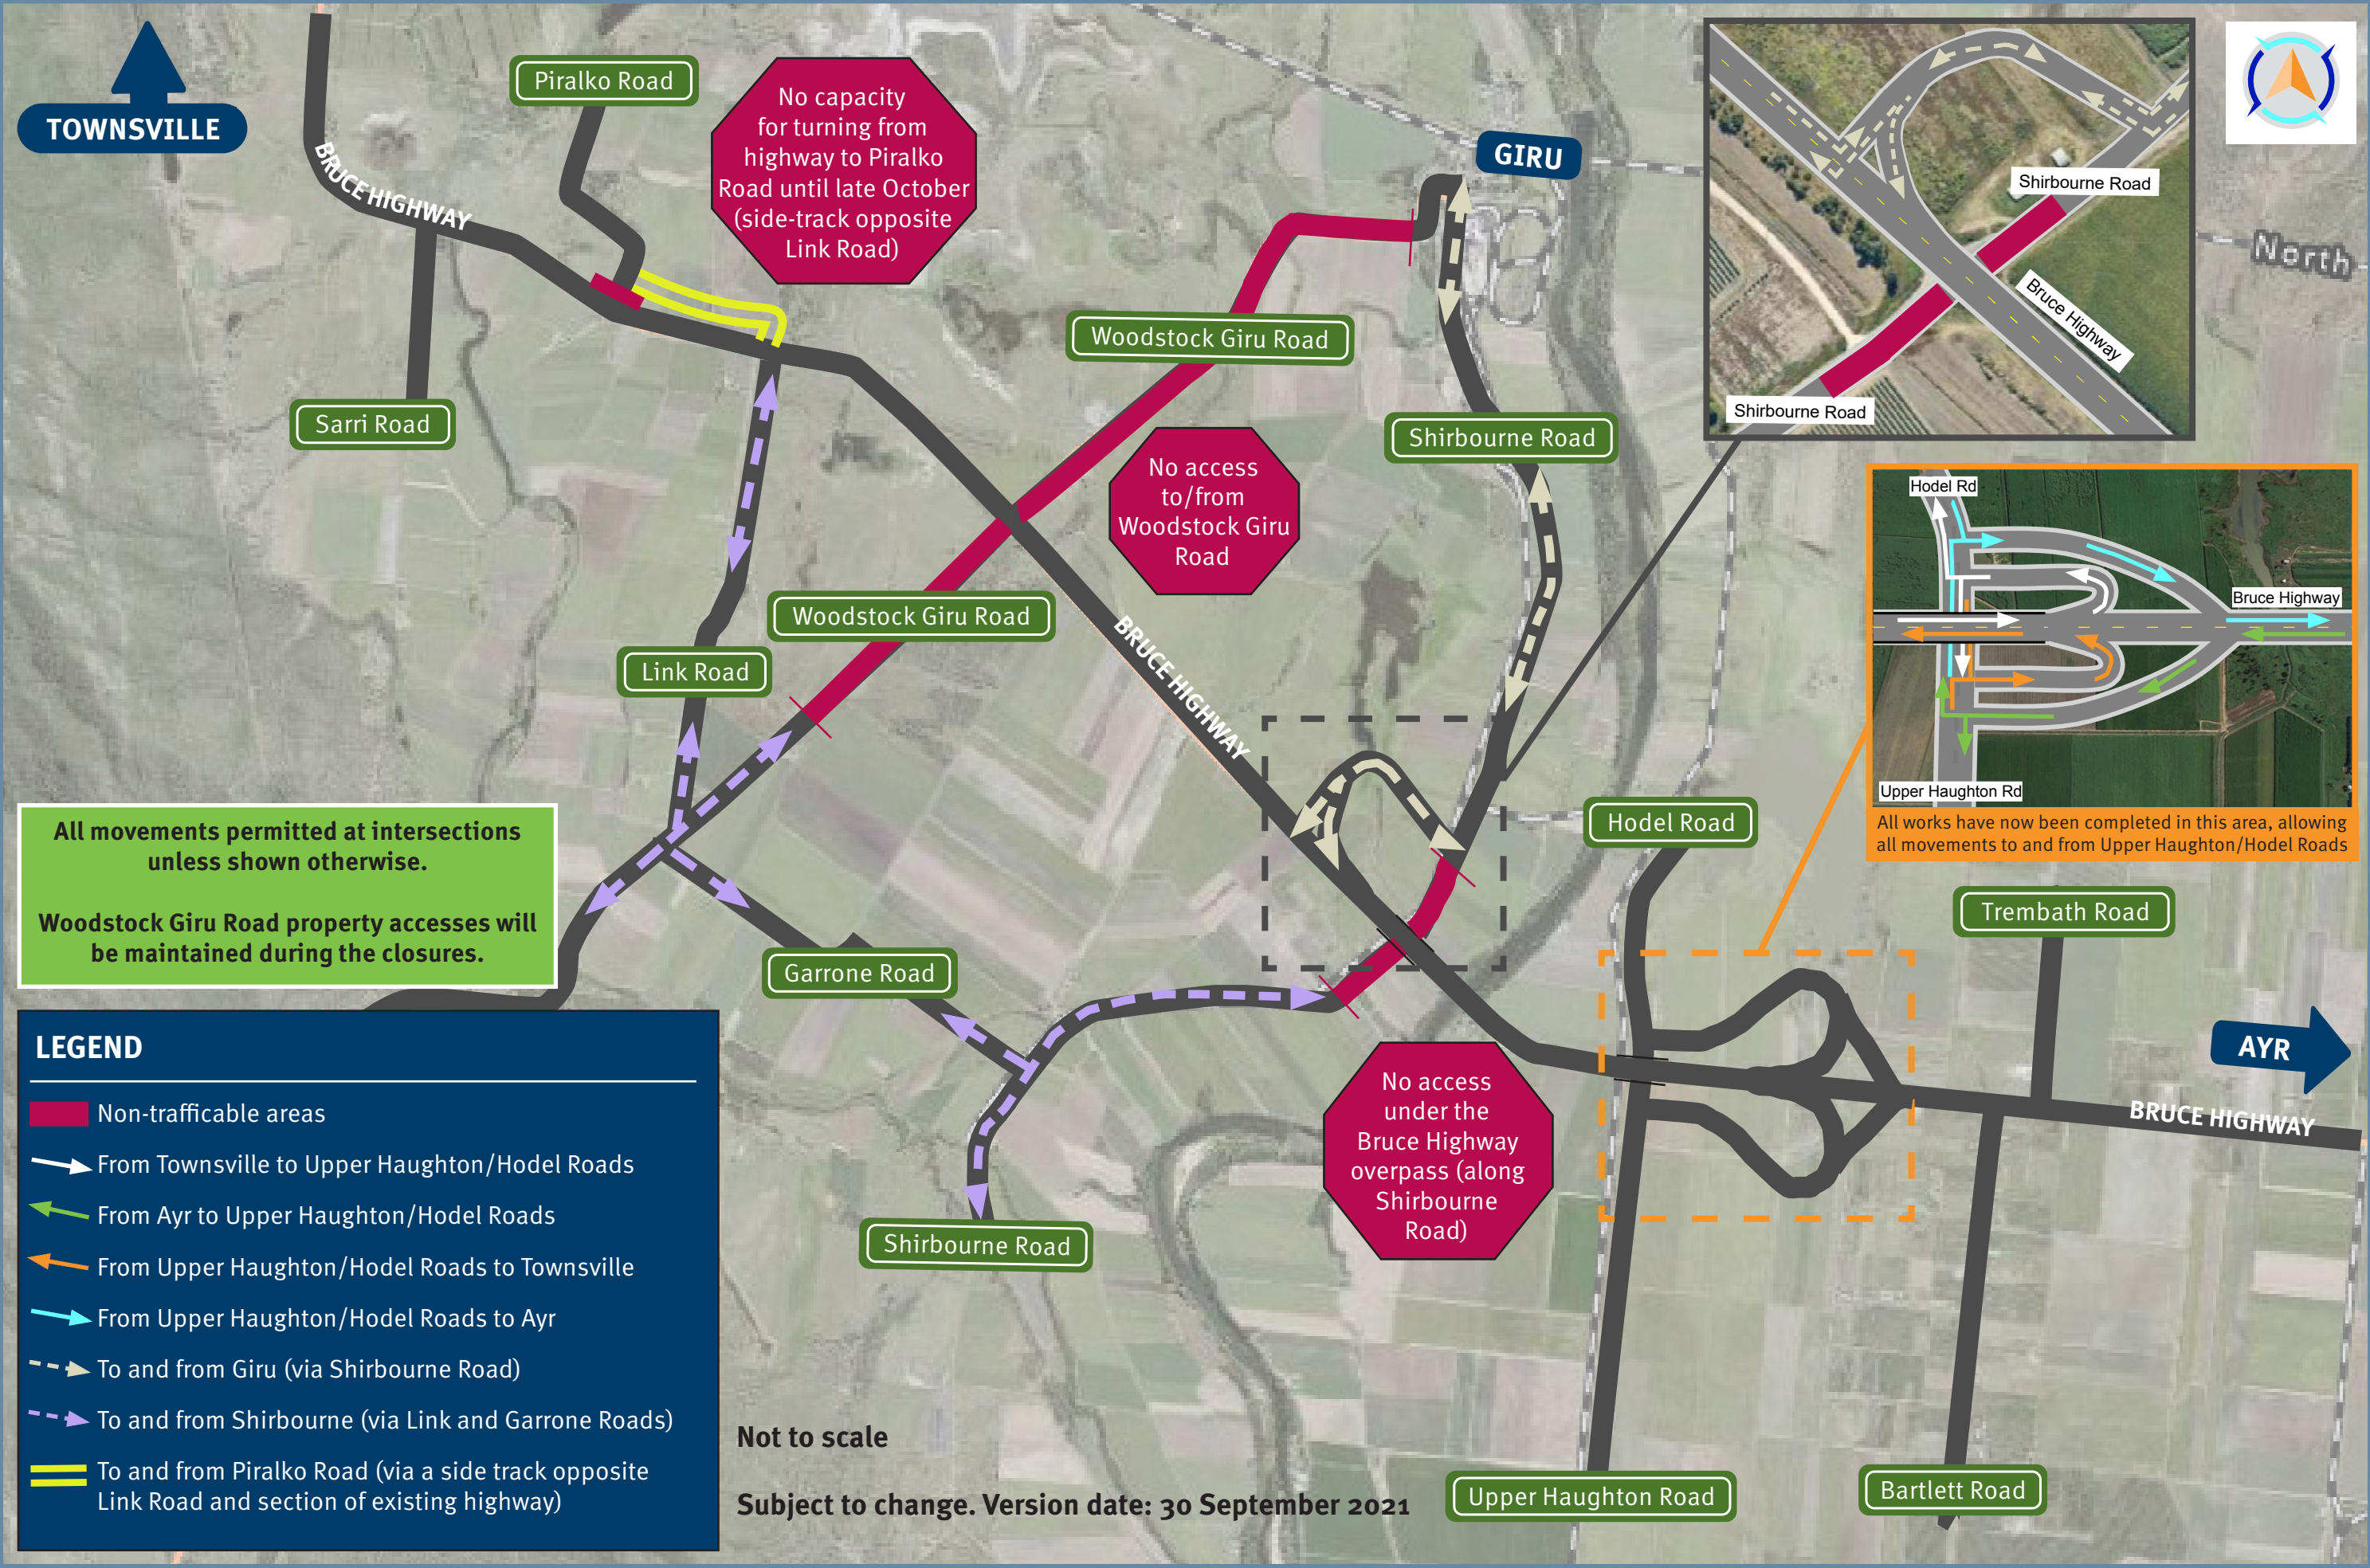 TOWNSVILLE
BRUCE HIGHWAY
Piralko Road
No capacity
for turning from
highway to Piralko
Road until late October
(side-track opposite
Link Road)
GIRU
Shirbourne Road
Bruce Highway
Shirbourne Road
North
Sarri Road
Woodstock Giru Road
Shirbourne Road
No access
to/from
Woodstock Giru
Road
Woodstock Giru Road
Link Road
BRUCE HIGHWAY
Hodel Rd
Bruce Highway
Upper Haughton Rd
All works have now been completed in this area, allowing
all movements to and from Upper Haughton/Hodel Roads
Hodel Road
Trembath Road
All movements permitted at intersections
unless shown otherwise.
Woodstock Giru Road property accesses will
be maintained during the closures.
Garrone Road
AYR
BRUCE HIGHWAY
No access
under the
Bruce Highway
overpass (along
Shirbourne
Road)
Shirbourne Road
LEGEND
Non-trafficable areas
From Townsville to Upper Haughton/Hodel Roads
From Ayr to Upper Haughton/Hodel Roads
From Upper Haughton/Hodel Roads to Townsville
From Upper Haughton/Hodel Roads to Ayr
To and from Giru (via Shirbourne Road)
To and from Shirbourne (via Link and Garrone Roads)
To and from Piralko Road (via a side track opposite
Link Road and section of existing highway)
Not to scale
Subject to change. Version date: 30 September 2021
Upper Haughton Road
Bartlett Road